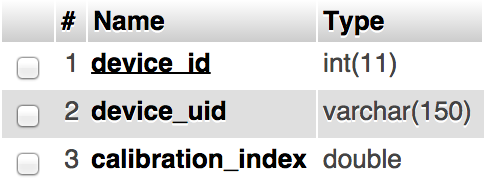 # Name Type
1 device_id int(11)
2 device_uid varchar(150)
3 calibration_index double